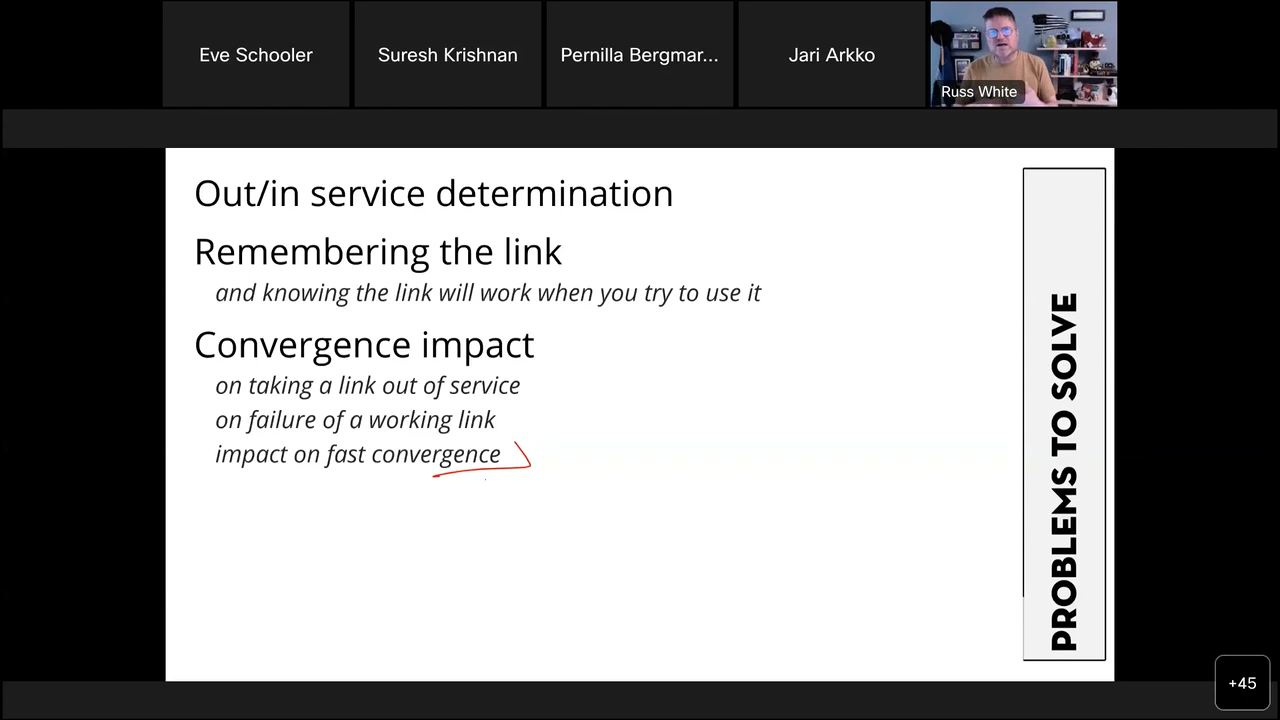 Eve Schooler
Suresh Krishnan
Pernilla Bergmar...
Jari Arkko
Russ White
Out/in service determination
Remembering the link
and knowing the link will work when you try to use it
Convergence impact
on taking a link out of service
on failure of a working link
impact on fast convergence
PROBLEMS TO SOLVE
+45